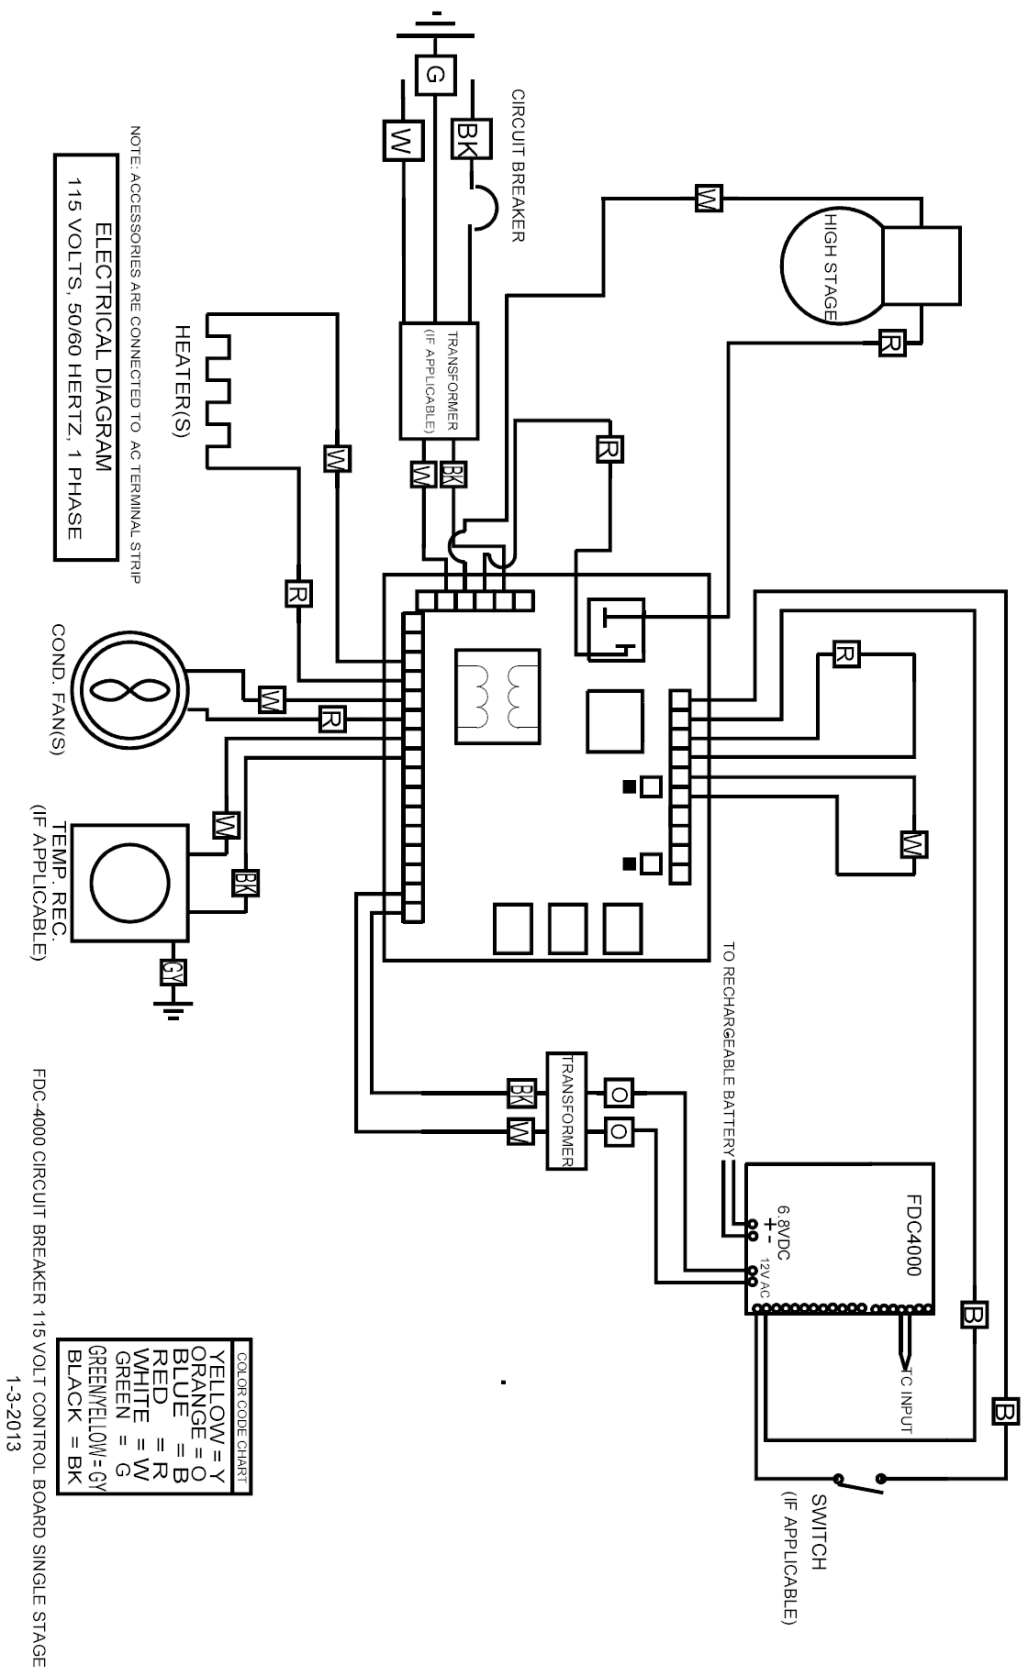 G
W
BK
CIRCUIT BREAKER
W
HIGH STAGE
R
TRANSFORMER
(IF APPLICABLE)
W
BK
R
NOTE: ACCESSORIES ARE CONNECTED TO AC TERMINAL STRIP
ELECTRICAL DIAGRAM
115 VOLTS, 50/60 HERTZ, 1 PHASE
HEATER(S)
W
R
COND. FAN(S)
W
R
TEMP. REC.
(IF APPLICABLE)
W
BK
GY
R
W
TO RECHARGEABLE BATTERY
TRANSFORMER
BK
W
O
O
FDC4000
6.8VDC
+ -
12V AC
TC INPUT
B
B
SWITCH
(IF APPLICABLE)
COLOR CODE CHART
YELLOW = Y
ORANGE = O
BLUE = B
RED = R
WHITE = W
GREEN = G
GREEN/YELLOW = GY
BLACK = BK
FDC-4000 CIRCUIT BREAKER 115 VOLT CONTROL BOARD SINGLE STAGE
1-3-2013